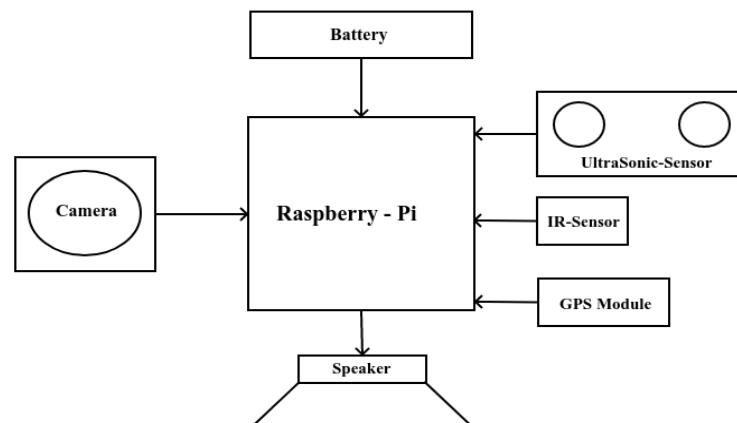 Battery
UltraSonic-Sensor
Camera
Raspberry - Pi
IR-Sensor
GPS Module
Speaker